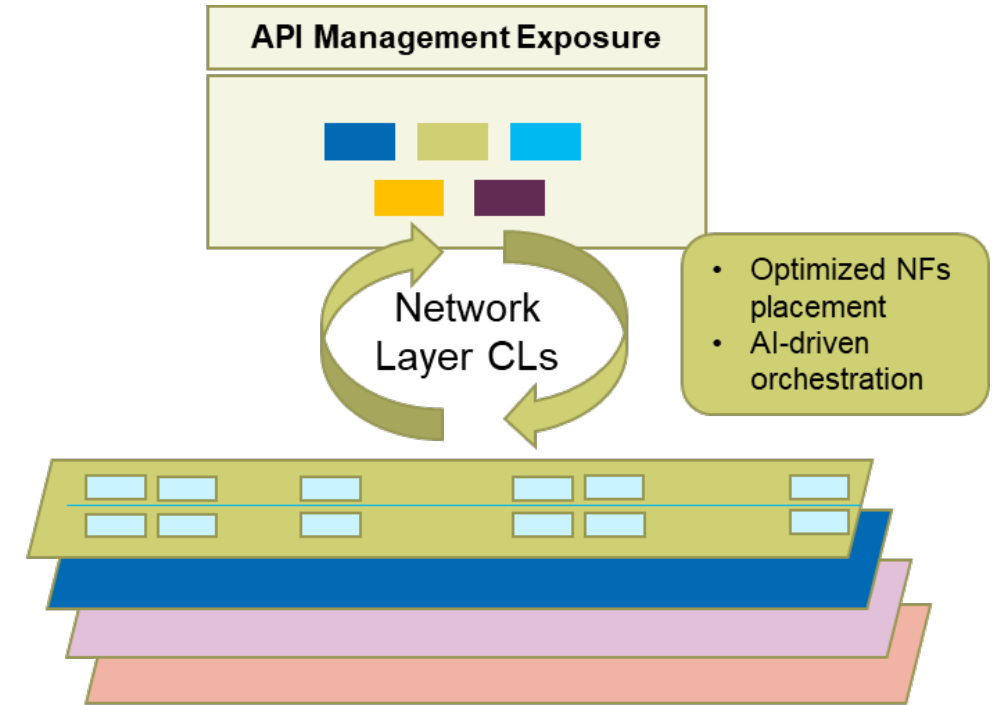 API Management Exposure
Network
Layer CLs
• Optimized NFs
placement
• AI-driven
orchestration